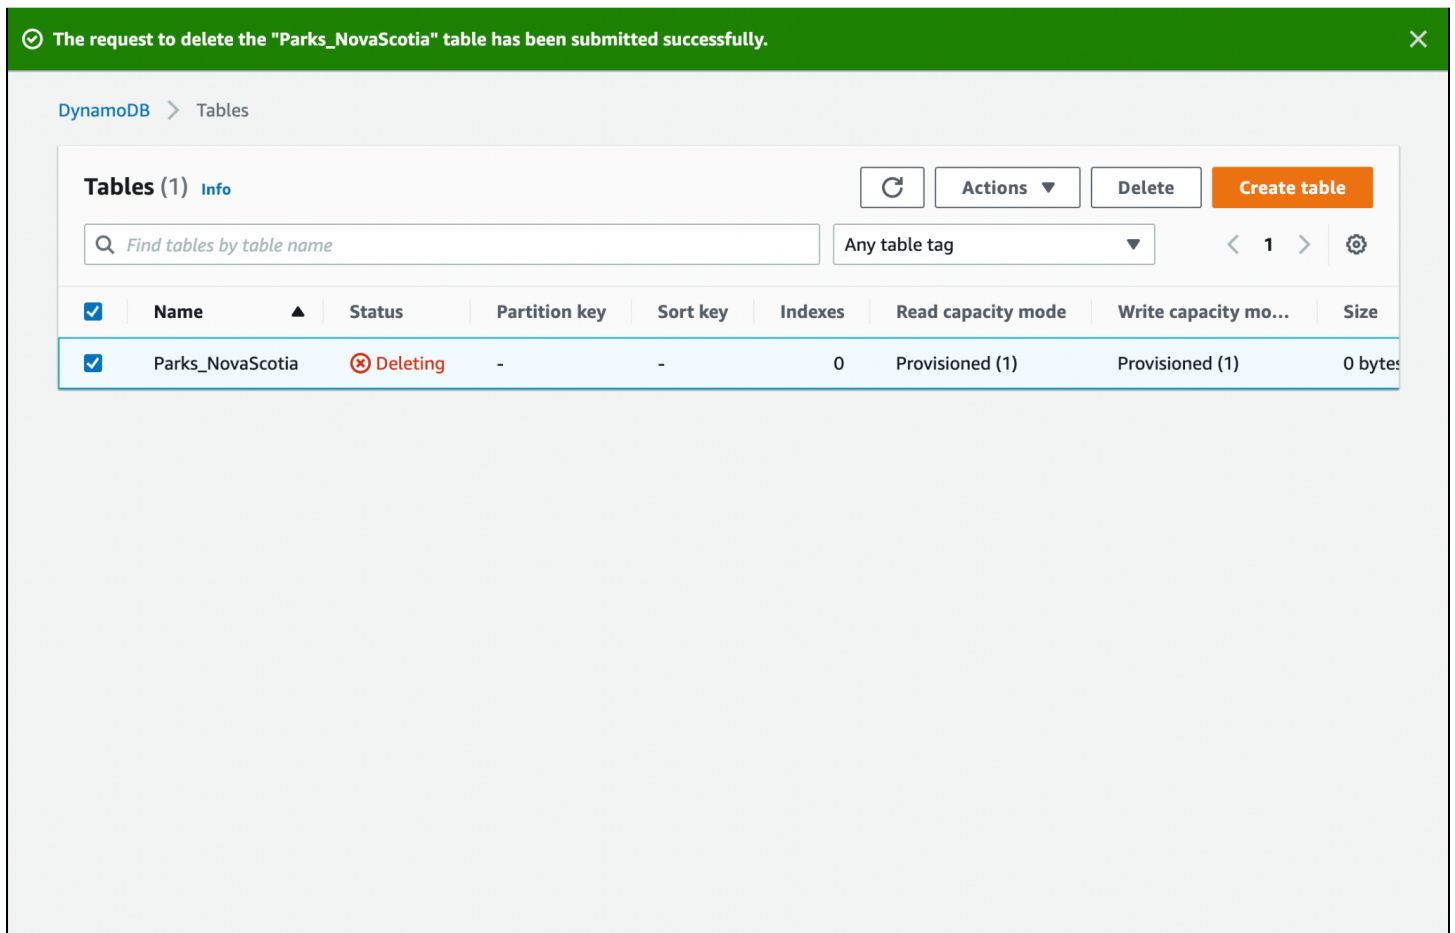 The request to delete the "Parks_NovaScotia" table has been submitted successfully.
DynamoDB Tables
Tables (1) Info Actions Delete Create table
Find tables by table name Any table tag 1
Name Status Partition key Sort key Indexes Read capacity mode Write capacity mo... Size
Parks_NovaScotia Deleting - - 0 Provisioned (1) Provisioned (1) 0 bytes